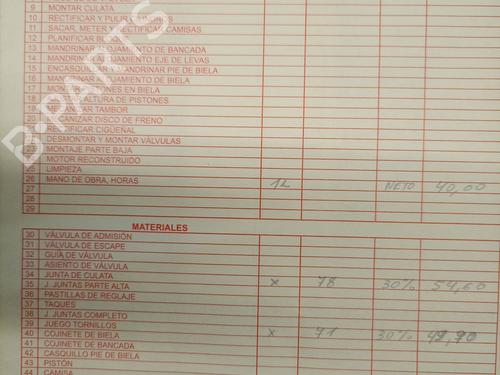 9 MONTAR CULATA
10 RECTIFICAR Y PULIR
11 SACAR, METER Y RECTIFICAR CAMISAS
12 PLANIFICAR
13 MANDRINAR ALOJAMIENTO DE BANCADA
14 MANDRINAR ALOJAMIENTO EJE DE LEVAS
15 ENCASQUILLAR Y MANDRINAR PIE DE BIELA
16 MANDRINAR ALOJAMIENTO DE BIELA
17 PISTONES EN BIELA
18 ALTURA DE PISTONES
19 TAMBOR
20 DISCO DE FRENO
21 RECTIFICAR CIGÜEÑAL
22 DESMONTAR Y MONTAR VÁLVULAS
23 MONTAJE PARTE BAJA
24 MOTOR RECONSTRUIDO
25 LIMPIEZA
26 MANO DE OBRA, HORAS 12 NETO 40,00
27
28
29
MATERIALES
30 VÁLVULA DE ADMISIÓN
31 VÁLVULA DE ESCAPE
32 GUÍA DE VÁLVULA
33 ASIENTO DE VÁLVULA
34 JUNTA DE CULATA
35 J. JUNTAS PARTE ALTA x 78 30% 54,60
36 PASTILLAS DE REGLAJE
37 TAQUES
38 J. JUNTAS COMPLETO
39 JUEGO TORNILLOS
40 COJINETE DE BIELA x 71 30% 49,70
41 COJINETE DE BANCADA
42 CASQUILLO PIE DE BIELA
43 PISTÓN
44 CAMISA
B-PARTS